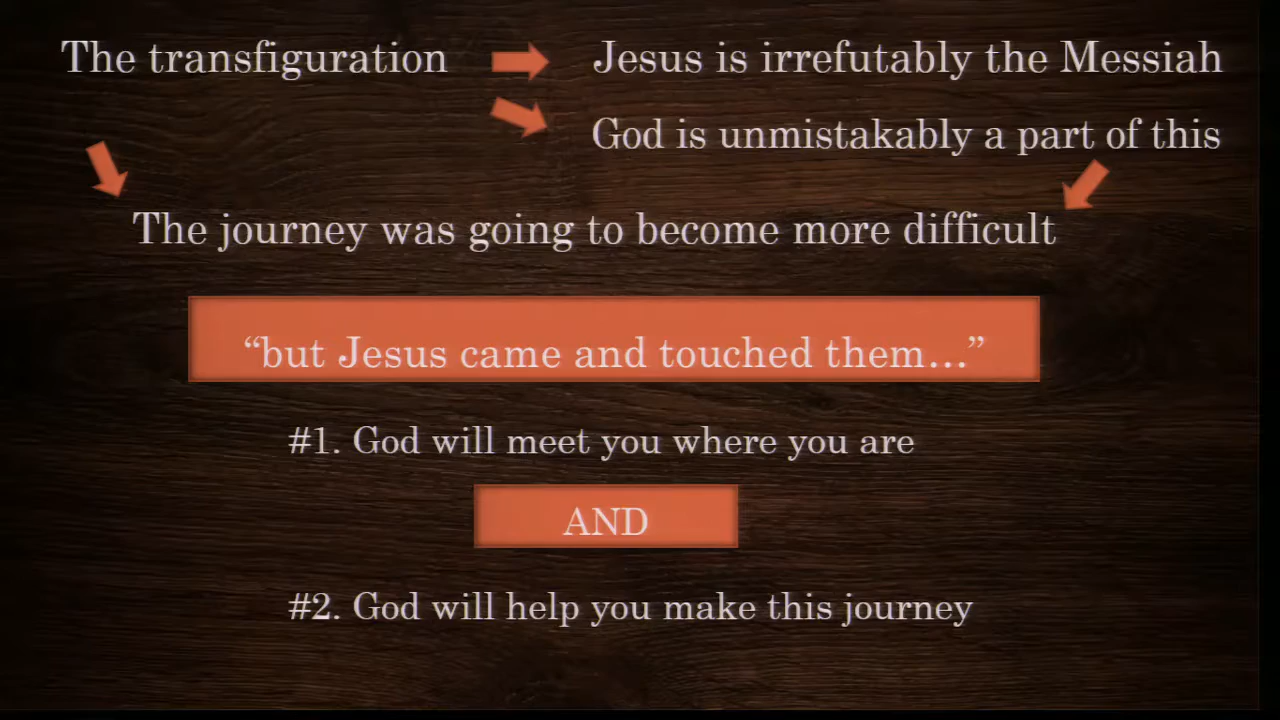 The transfiguration
Jesus is irrefutably the Messiah
God is unmistakably a part of this
The journey was going to become more difficult
“but Jesus came and touched them…”
#1. God will meet you where you are
AND
#2. God will help you make this journey